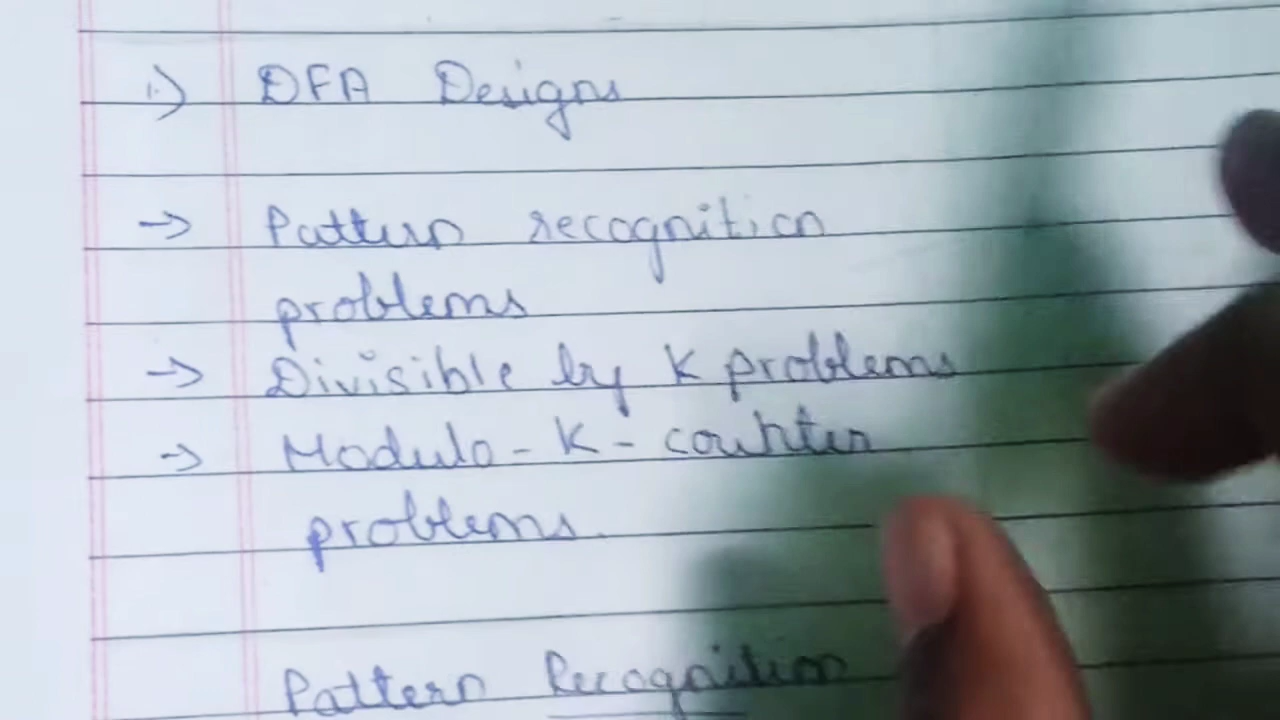 1.) DFA Designs
→ Pattern recognition
problems
→ Divisible by K problems
→ Modulo - K - counter
problems.
Pattern Recognition